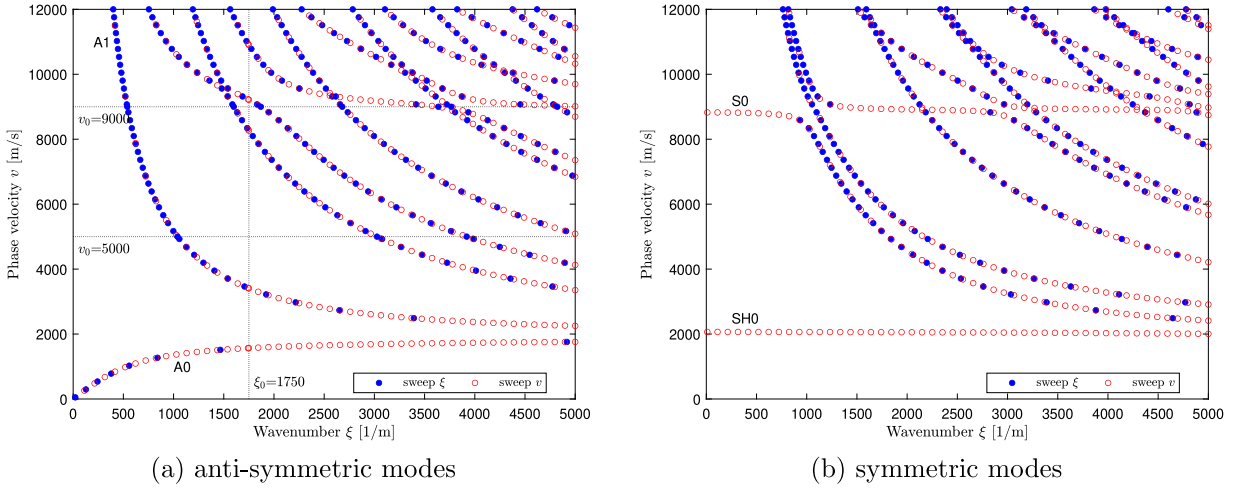 12000
10000
8000
6000
4000
2000
0
Phase velocity v [m/s]
A1
v₀=9000
v₀=5000
A0
ξ₀=1750
sweep ξ sweep v
0 500 1000 1500 2000 2500 3000 3500 4000 4500 5000
Wavenumber ξ [1/m]
(a) anti-symmetric modes
12000
10000
8000
6000
4000
2000
0
Phase velocity v [m/s]
S0
SH0
sweep ξ sweep v
0 500 1000 1500 2000 2500 3000 3500 4000 4500 5000
Wavenumber ξ [1/m]
(b) symmetric modes